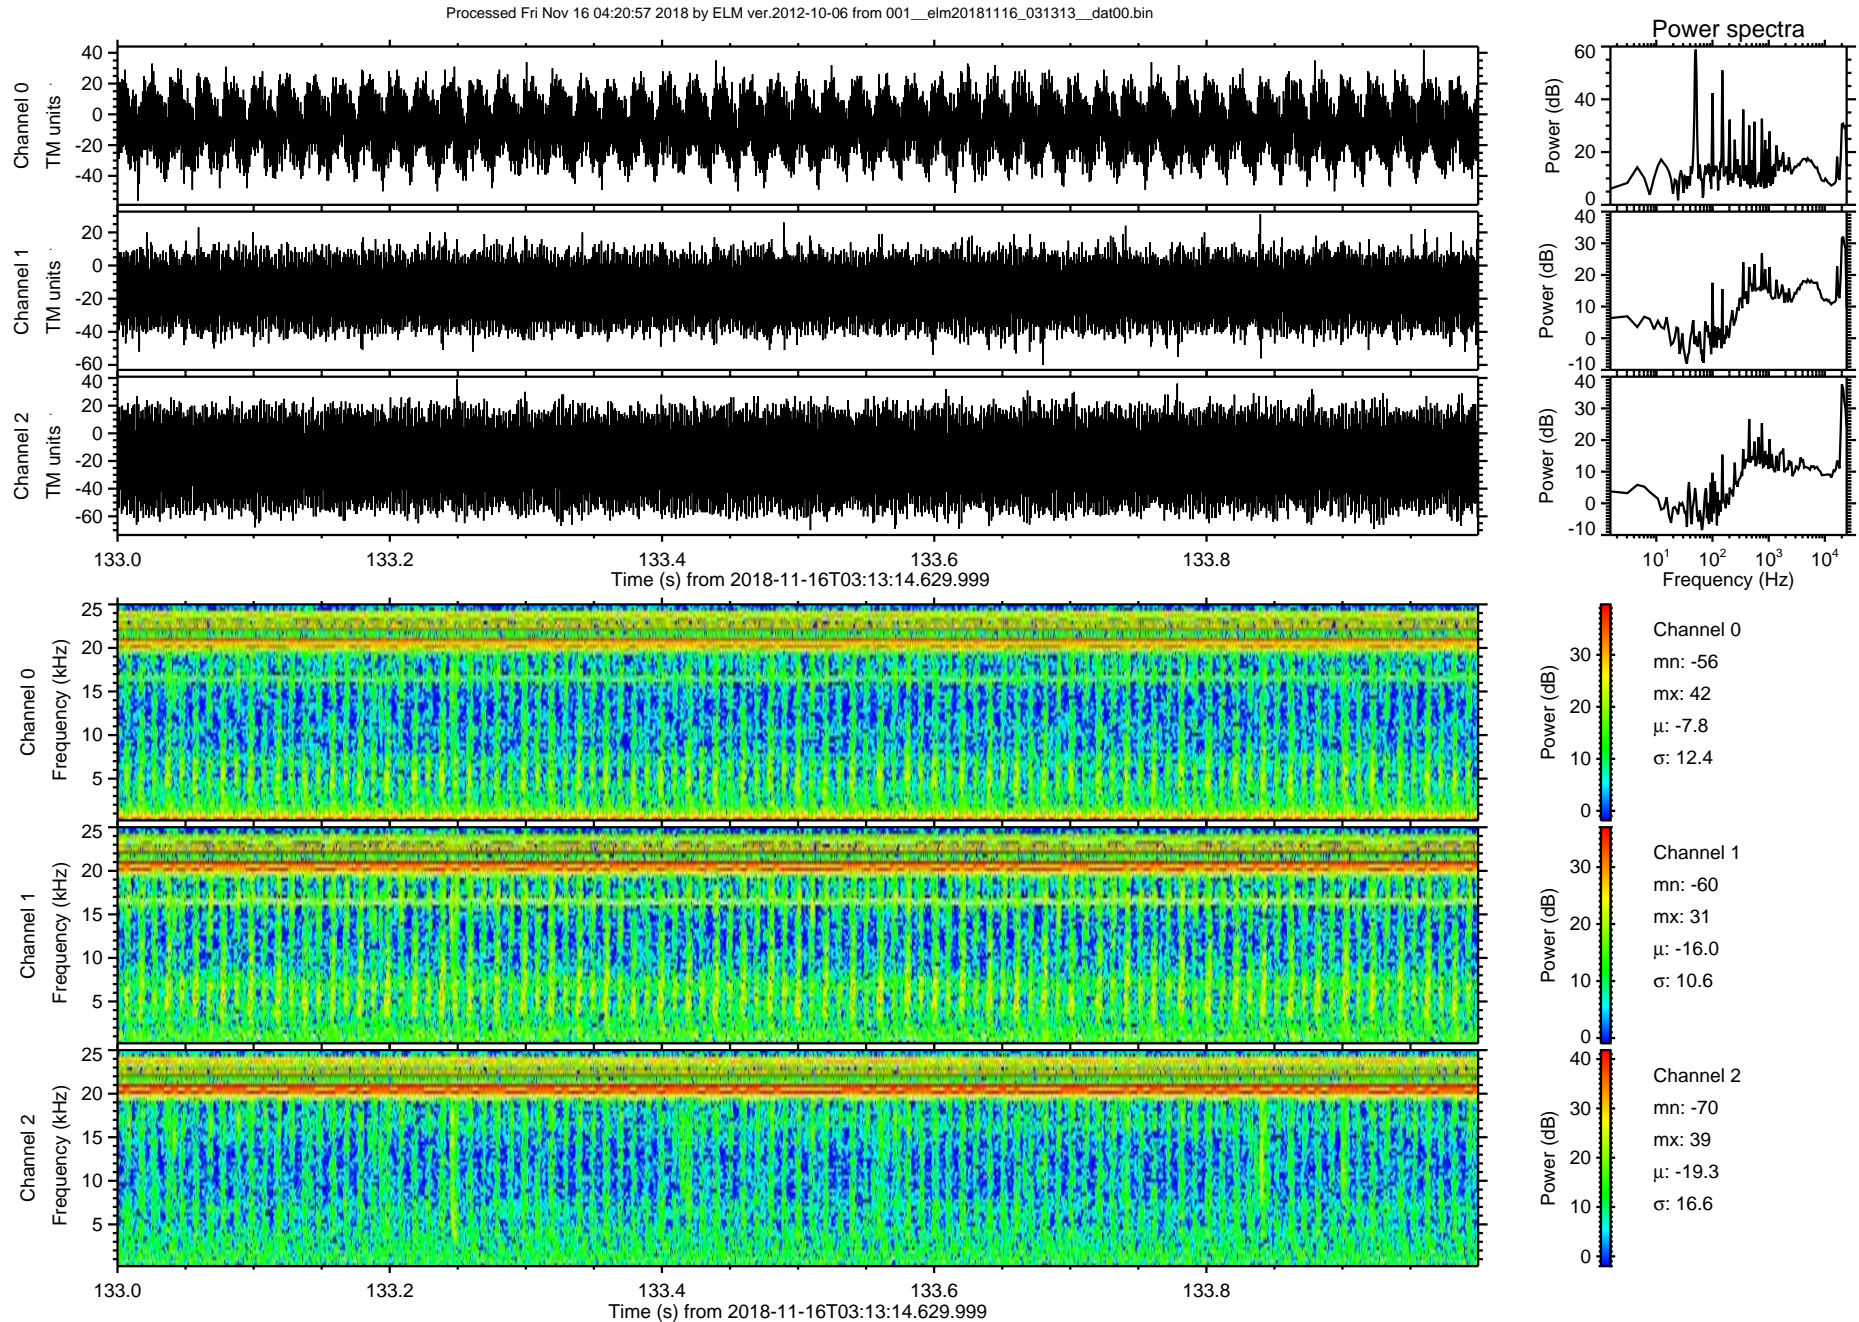 Processed Fri Nov 16 04:20:57 2018 by ELM ver.2012-10-06 from 001__elm20181116_031313__dat00.bin
Power spectra
Channel 0
TM units
40
20
0
-20
-40
Power (dB)
60
40
20
0
Channel 1
TM units
20
0
-20
-40
-60
Power (dB)
40
30
20
10
0
-10
Channel 2
TM units
40
20
0
-20
-40
-60
Power (dB)
40
30
20
10
0
-10
133.0
133.2
133.4
133.6
133.8
Time (s) from 2018-11-16T03:13:14.629.999
10^1
10^2
10^3
10^4
Frequency (Hz)
Channel 0
Frequency (kHz)
25
20
15
10
5
Power (dB)
30
20
10
0
Channel 0
mn: -56
mx: 42
μ: -7.8
σ: 12.4
Channel 1
Frequency (kHz)
25
20
15
10
5
Power (dB)
30
20
10
0
Channel 1
mn: -60
mx: 31
μ: -16.0
σ: 10.6
Channel 2
Frequency (kHz)
25
20
15
10
5
Power (dB)
40
30
20
10
0
Channel 2
mn: -70
mx: 39
μ: -19.3
σ: 16.6
133.0
133.2
133.4
133.6
133.8
Time (s) from 2018-11-16T03:13:14.629.999